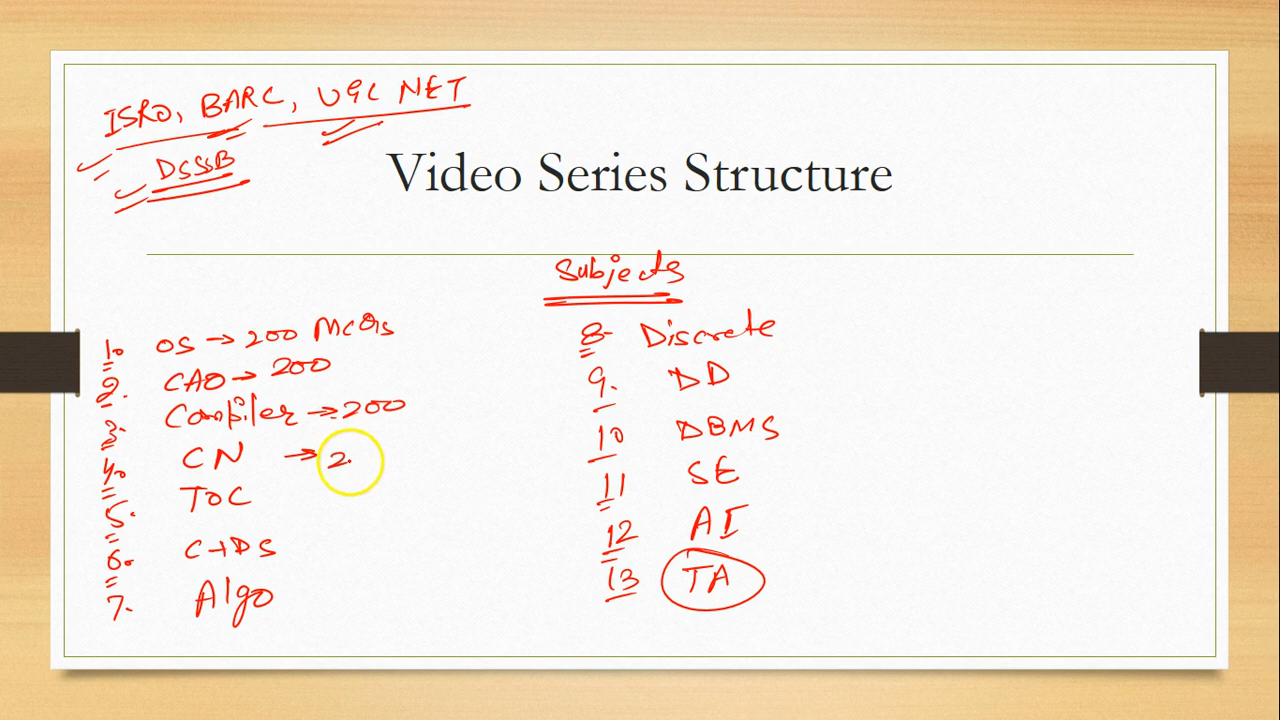 ISRO, BARC, UGC NET
DSSSB
Video Series Structure
Subjects
1. OS → 200 MCQs
2. CAO → 200
3. Compiler → 200
4. CN → 2.
5. TOC
6. C+DS
7. Algo
8. Discrete
9. DD
10 DBMS
11 SE
12 AI
13 TA